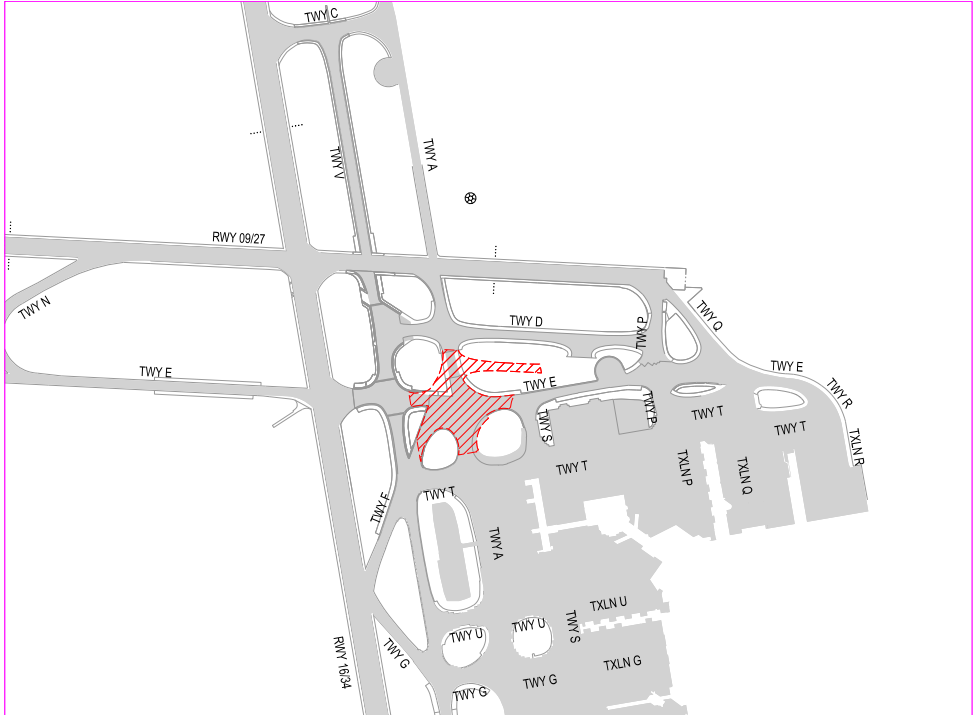 TWY C
TWY V
TWY A
RWY 09/27
TWY N
TWY D
TWY P
TWY Q
TWY E
TWY E
TWY E
TWY R
TWY P
TWY S
TWY T
TWY T
TXLN R
TWY T
TXLN P
TXLN Q
TWY T
TWY F
TWY A
TXLN U
TWY U
TWY U
TWY S
RWY 16/34
TWY G
TXLN G
TWY G
TWY G